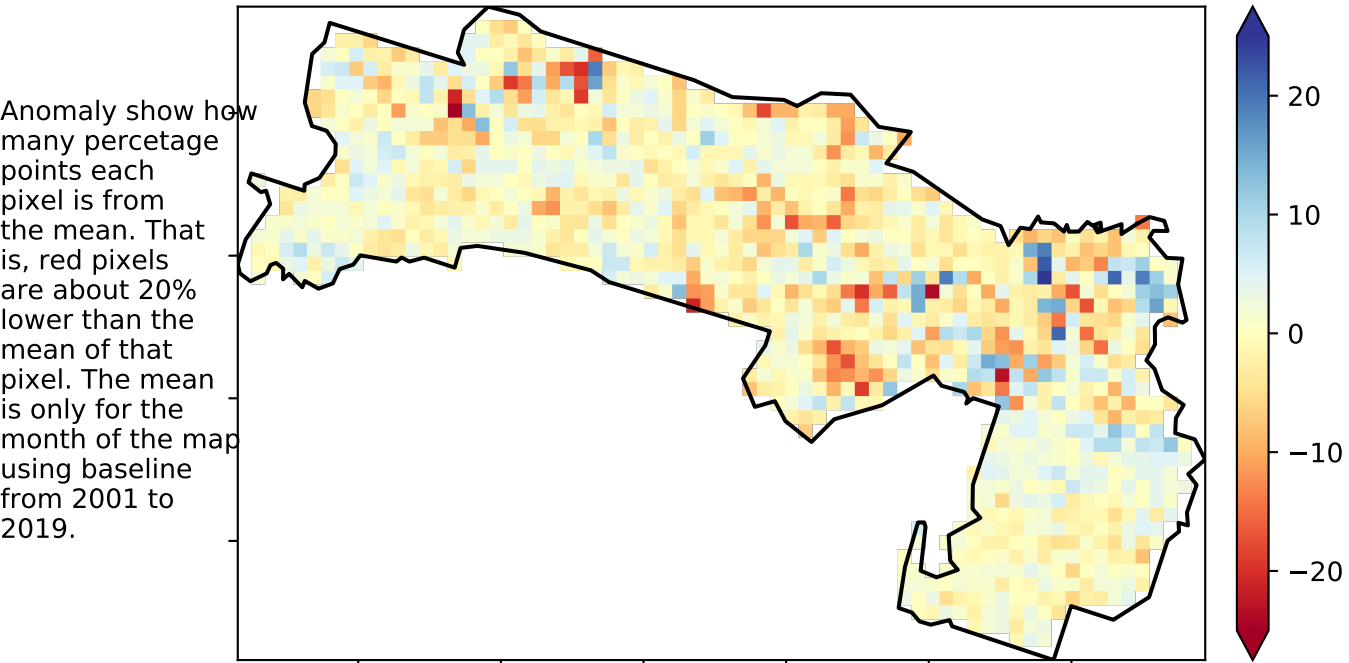 Anomaly show how
many percetage
points each
pixel is from
the mean. That
is, red pixels
are about 20%
lower than the
mean of that
pixel. The mean
is only for the
month of the map
using baseline
from 2001 to
2019.
20
10
0
−10
−20